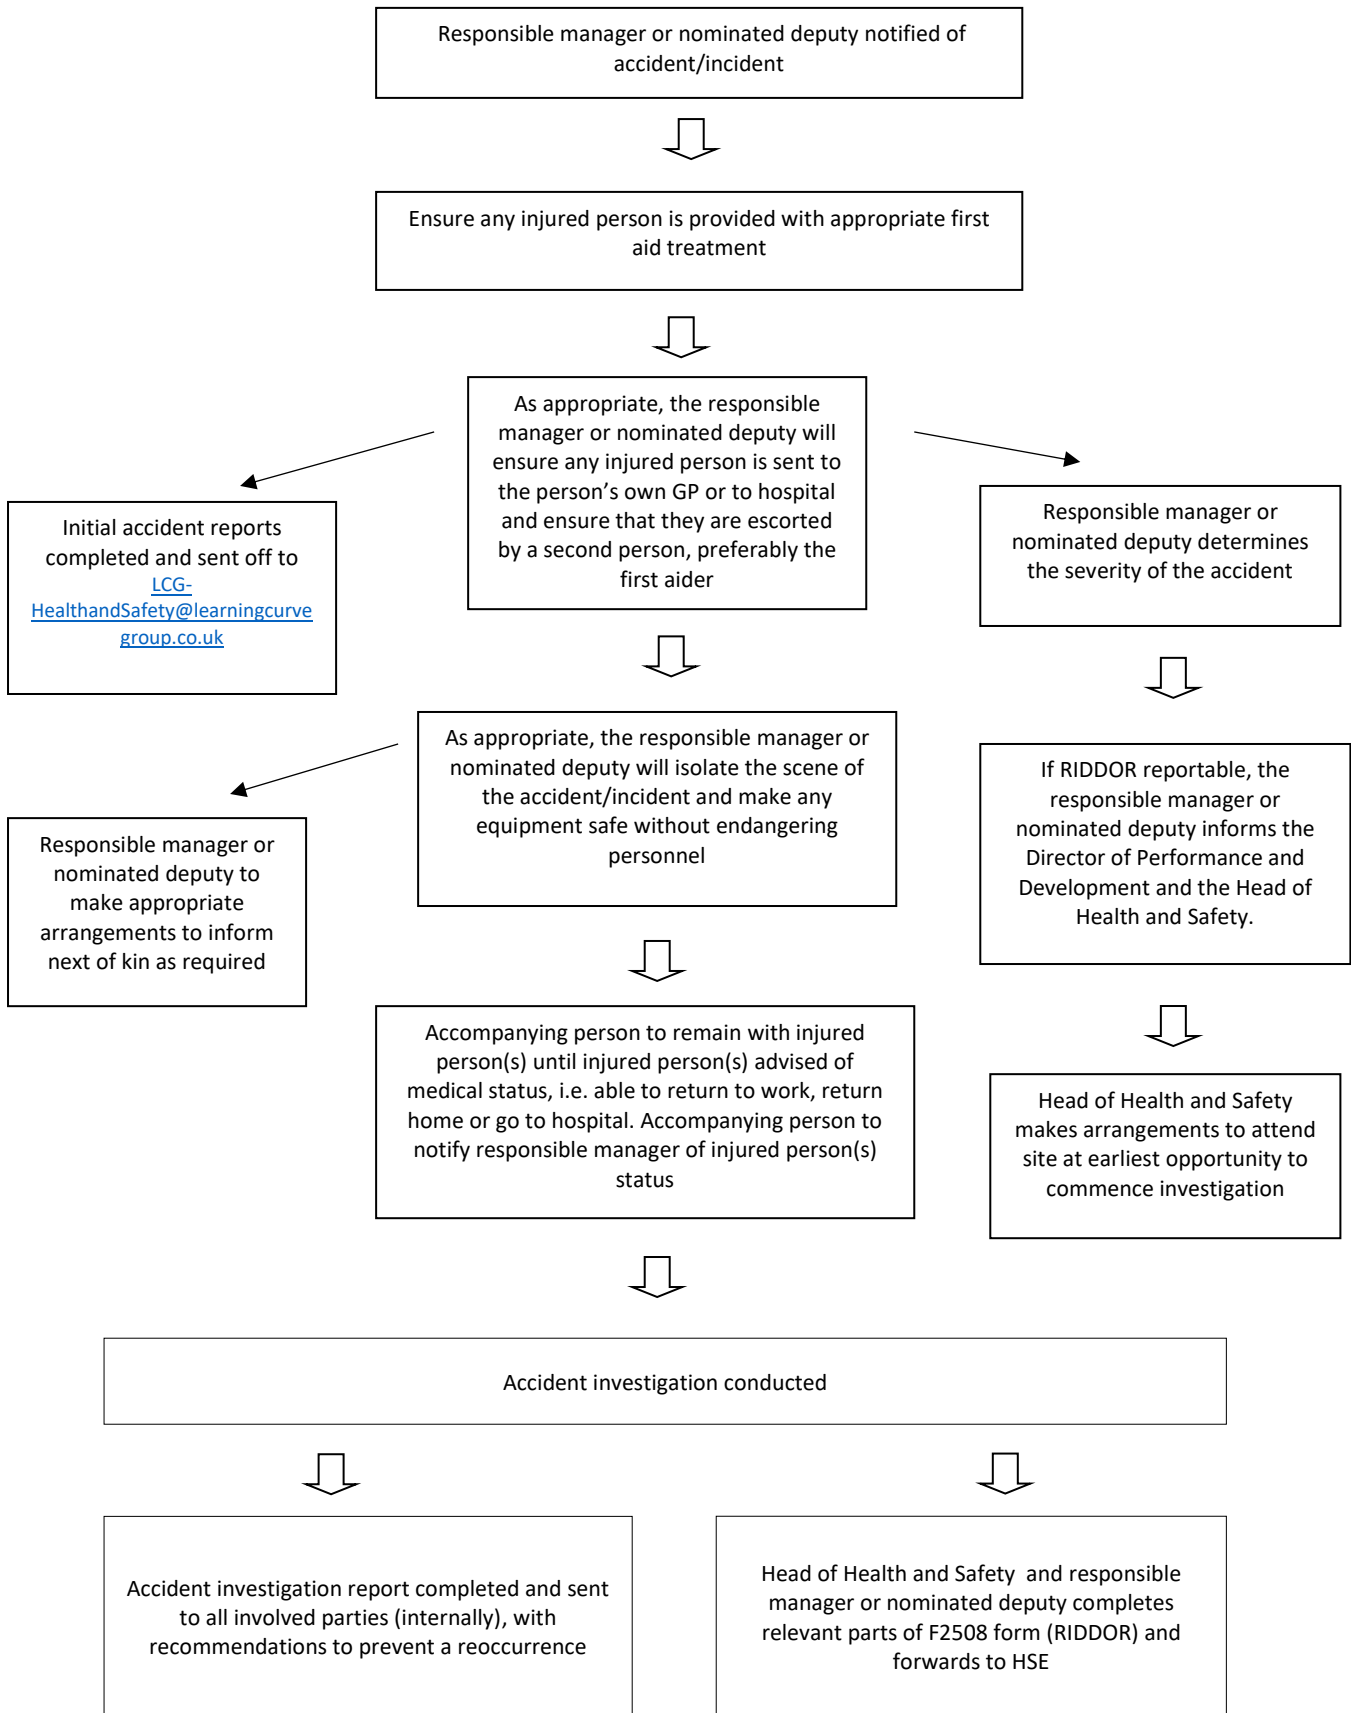 Responsible manager or nominated deputy notified of
accident/incident
Ensure any injured person is provided with appropriate first
aid treatment
As appropriate, the responsible
manager or nominated deputy will
ensure any injured person is sent to
the person’s own GP or to hospital
and ensure that they are escorted
by a second person, preferably the
first aider
Initial accident reports
completed and sent off to
LCG-
HealthandSafety@learningcurve
group.co.uk
Responsible manager or
nominated deputy determines
the severity of the accident
As appropriate, the responsible manager or
nominated deputy will isolate the scene of
the accident/incident and make any
equipment safe without endangering
personnel
Responsible manager or
nominated deputy to
make appropriate
arrangements to inform
next of kin as required
If RIDDOR reportable, the
responsible manager or
nominated deputy informs the
Director of Performance and
Development and the Head of
Health and Safety.
Accompanying person to remain with injured
person(s) until injured person(s) advised of
medical status, i.e. able to return to work, return
home or go to hospital. Accompanying person to
notify responsible manager of injured person(s)
status
Head of Health and Safety
makes arrangements to attend
site at earliest opportunity to
commence investigation
Accident investigation conducted
Accident investigation report completed and sent
to all involved parties (internally), with
recommendations to prevent a reoccurrence
Head of Health and Safety  and responsible
manager or nominated deputy completes
relevant parts of F2508 form (RIDDOR) and
forwards to HSE